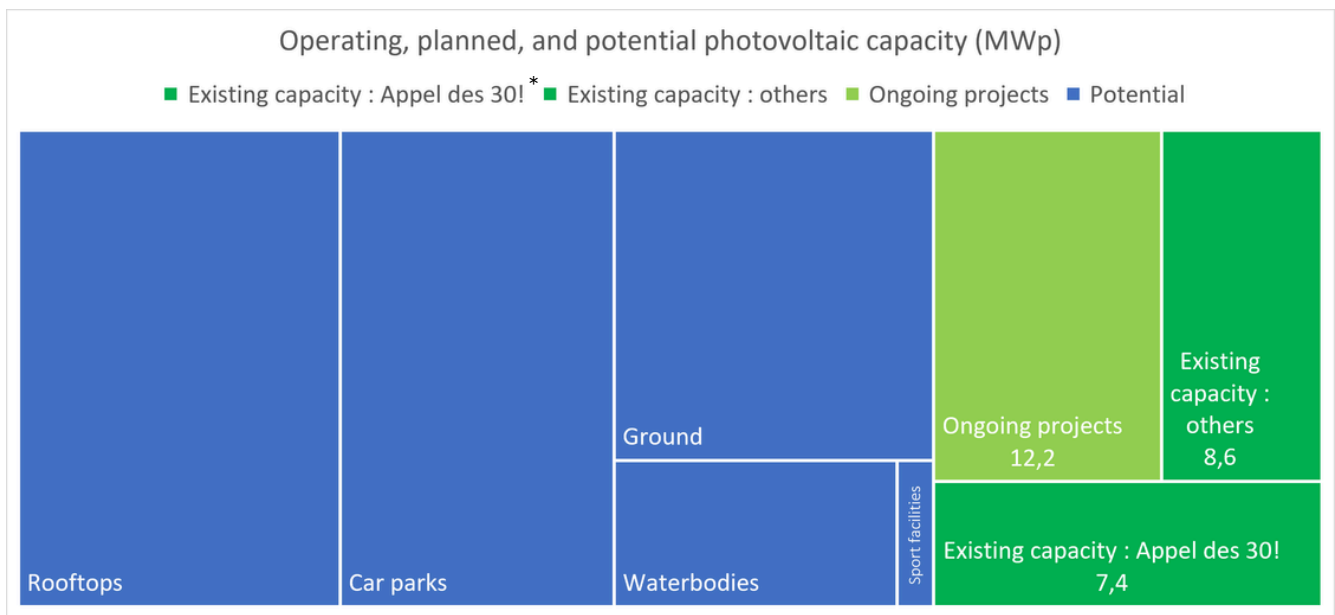 Operating, planned, and potential photovoltaic capacity (MWp)
Existing capacity : Appel des 30! * Existing capacity : others Ongoing projects Potential
Rooftops
Car parks
Ground
Waterbodies
Sport facilities
Ongoing projects
12,2
Existing
capacity :
others
8,6
Existing capacity : Appel des 30!
7,4